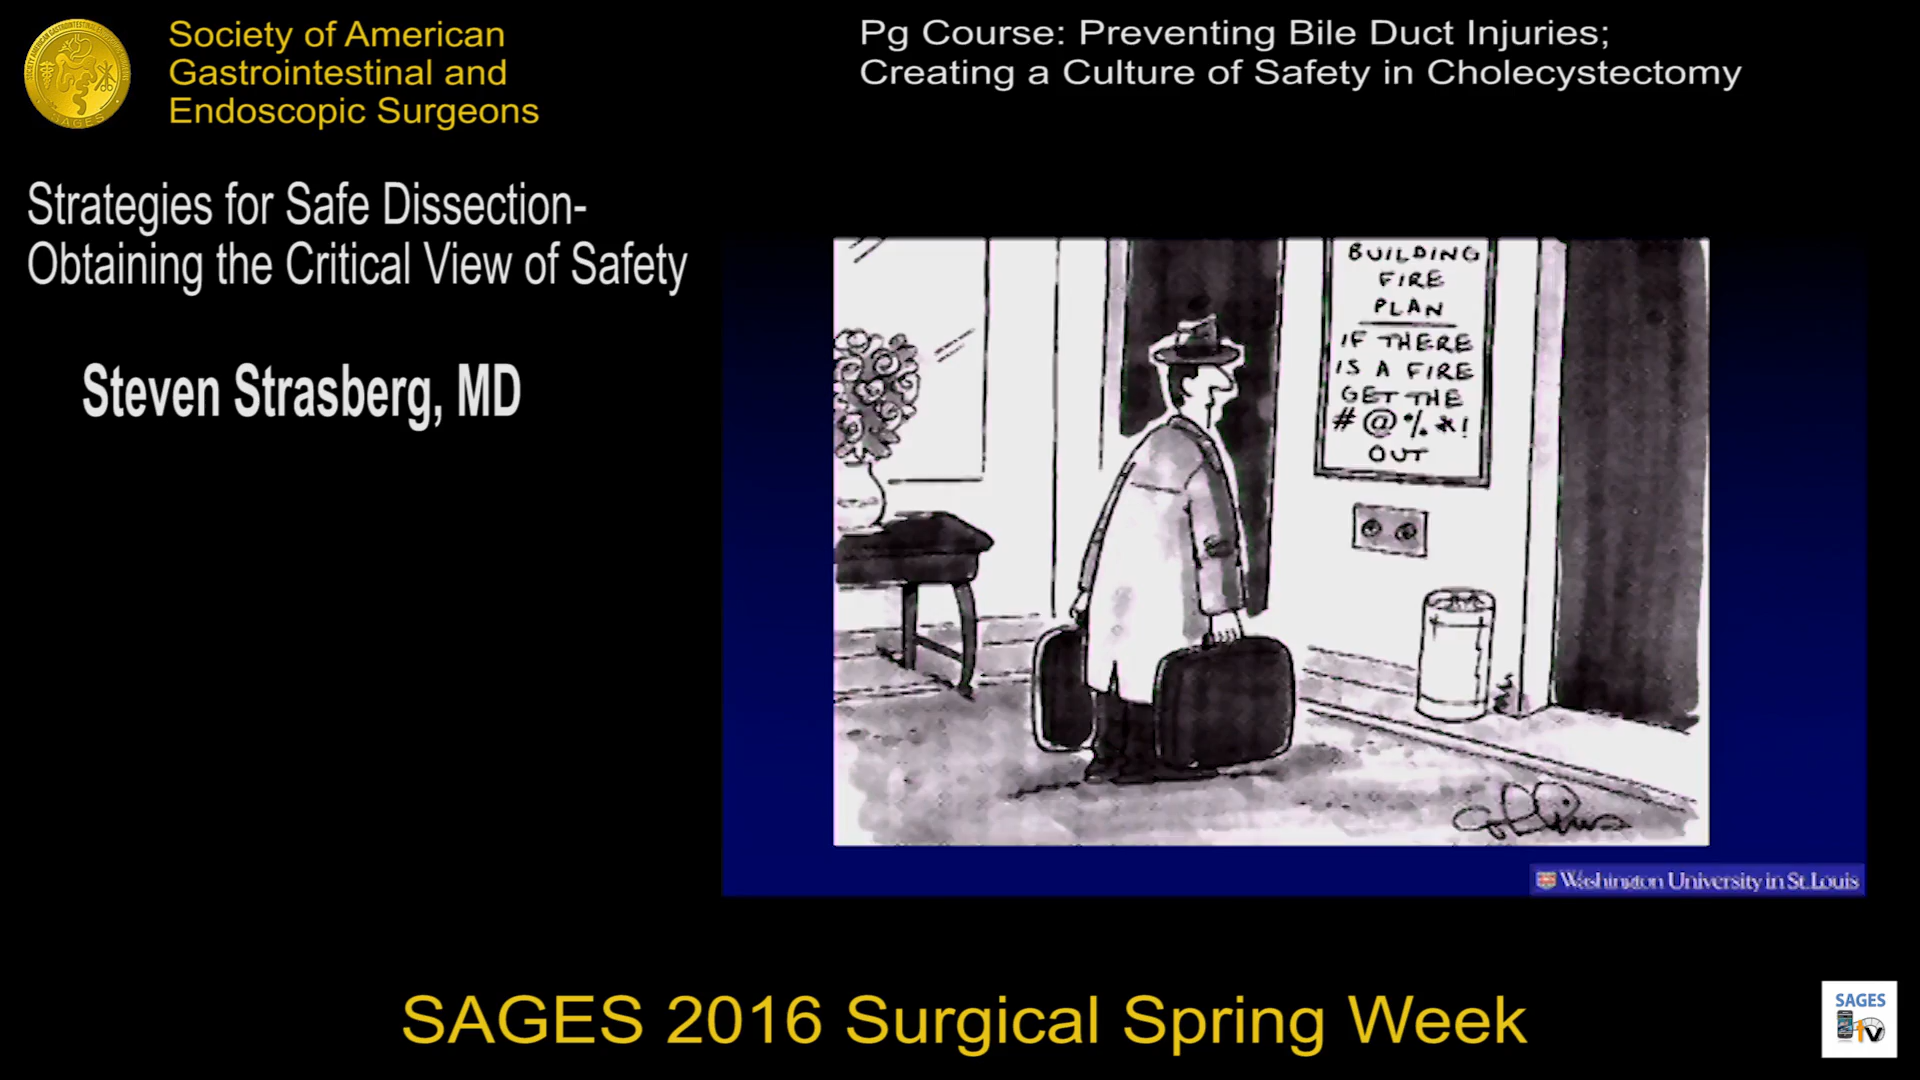 Society of American
Gastrointestinal and
Endoscopic Surgeons
Pg Course: Preventing Bile Duct Injuries;
Creating a Culture of Safety in Cholecystectomy
Strategies for Safe Dissection-
Obtaining the Critical View of Safety
Steven Strasberg, MD
BUILDING
FIRE
PLAN
IF THERE
IS A FIRE
GET THE
#@%*!
OUT
Washington University in St. Louis
SAGES 2016 Surgical Spring Week
SAGES
tv
SAGES